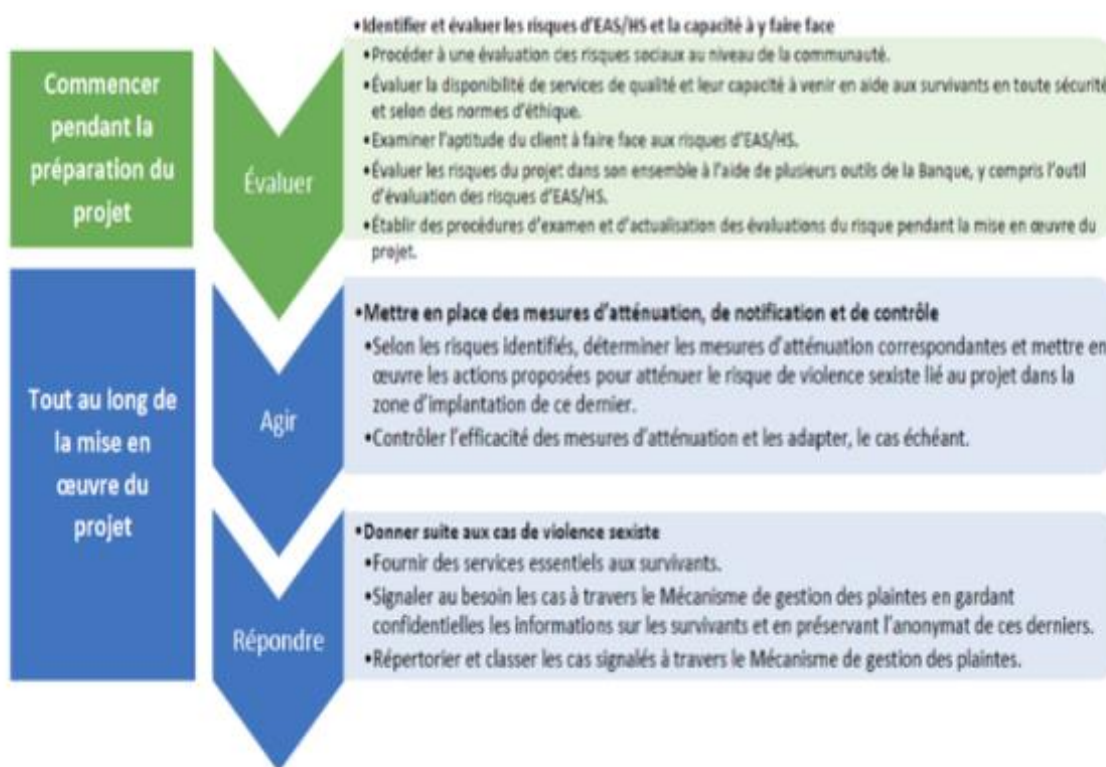 Commencer
pendant la
préparation du
projet
Évaluer
•Identifier et évaluer les risques d'EAS/HS et la capacité à y faire face
•Procéder à une évaluation des risques sociaux au niveau de la communauté.
•Évaluer la disponibilité de services de qualité et leur capacité à venir en aide aux survivants en toute sécurité
et selon des normes d'éthique.
•Examiner l'aptitude du client à faire face aux risques d'EAS/HS.
•Évaluer les risques du projet dans son ensemble à l'aide de plusieurs outils de la Banque, y compris l'outil
d'évaluation des risques d'EAS/HS.
•Établir des procédures d'examen et d'actualisation des évaluations du risque pendant la mise en œuvre du
projet.
Tout au long de
la mise en
œuvre du
projet
Agir
•Mettre en place des mesures d'atténuation, de notification et de contrôle
•Selon les risques identifiés, déterminer les mesures d'atténuation correspondantes et mettre en
œuvre les actions proposées pour atténuer le risque de violence sexiste lié au projet dans la
zone d'implantation de ce dernier.
•Contrôler l'efficacité des mesures d'atténuation et les adapter, le cas échéant.
Répondre
•Donner suite aux cas de violence sexiste
•Fournir des services essentiels aux survivants.
•Signaler au besoin les cas à travers le Mécanisme de gestion des plaintes en gardant
confidentielles les informations sur les survivants et en préservant l'anonymat de ces derniers.
•Répertorier et classer les cas signalés à travers le Mécanisme de gestion des plaintes.